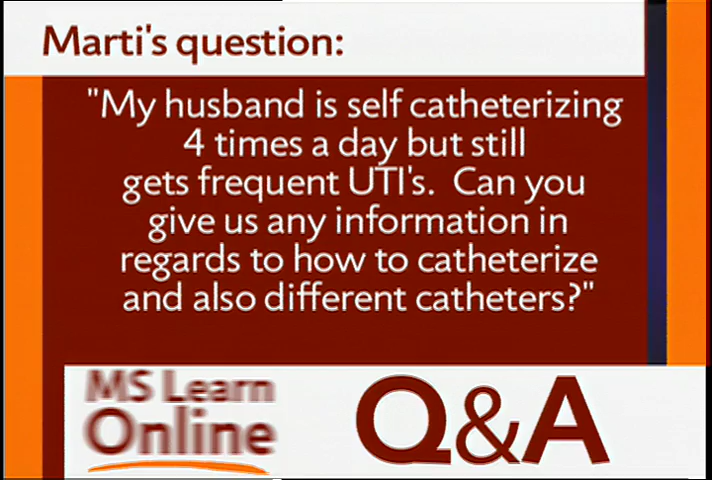 Marti's question:
"My husband is self catheterizing
4 times a day but still
gets frequent UTI's. Can you
give us any information in
regards to how to catheterize
and also different catheters?"
MS Learn
Online
Q&A